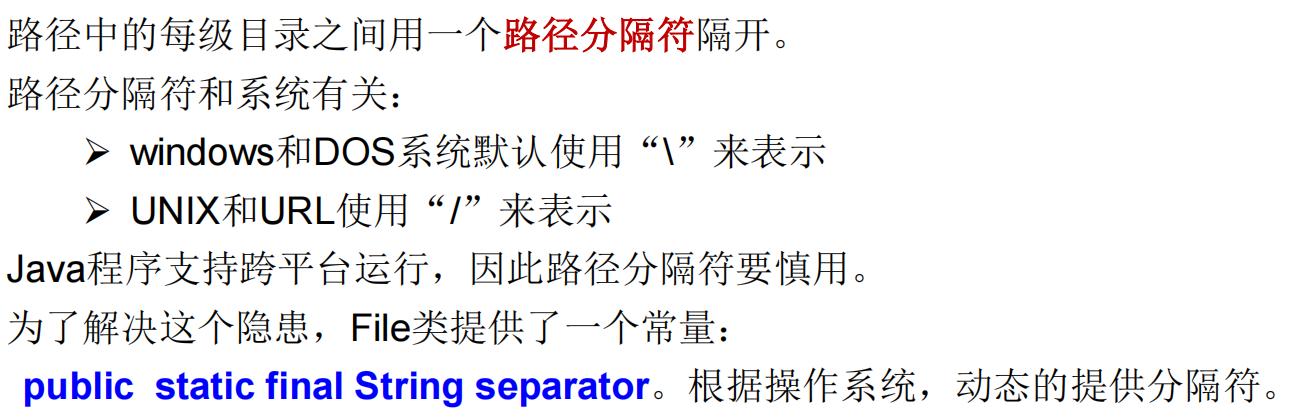 路径中的每级目录之间用一个路径分隔符隔开。
路径分隔符和系统有关：
➢ windows和DOS系统默认使用“\”来表示
➢ UNIX和URL使用“/”来表示
Java程序支持跨平台运行，因此路径分隔符要慎用。
为了解决这个隐患，File类提供了一个常量：
public static final String separator。根据操作系统，动态的提供分隔符。